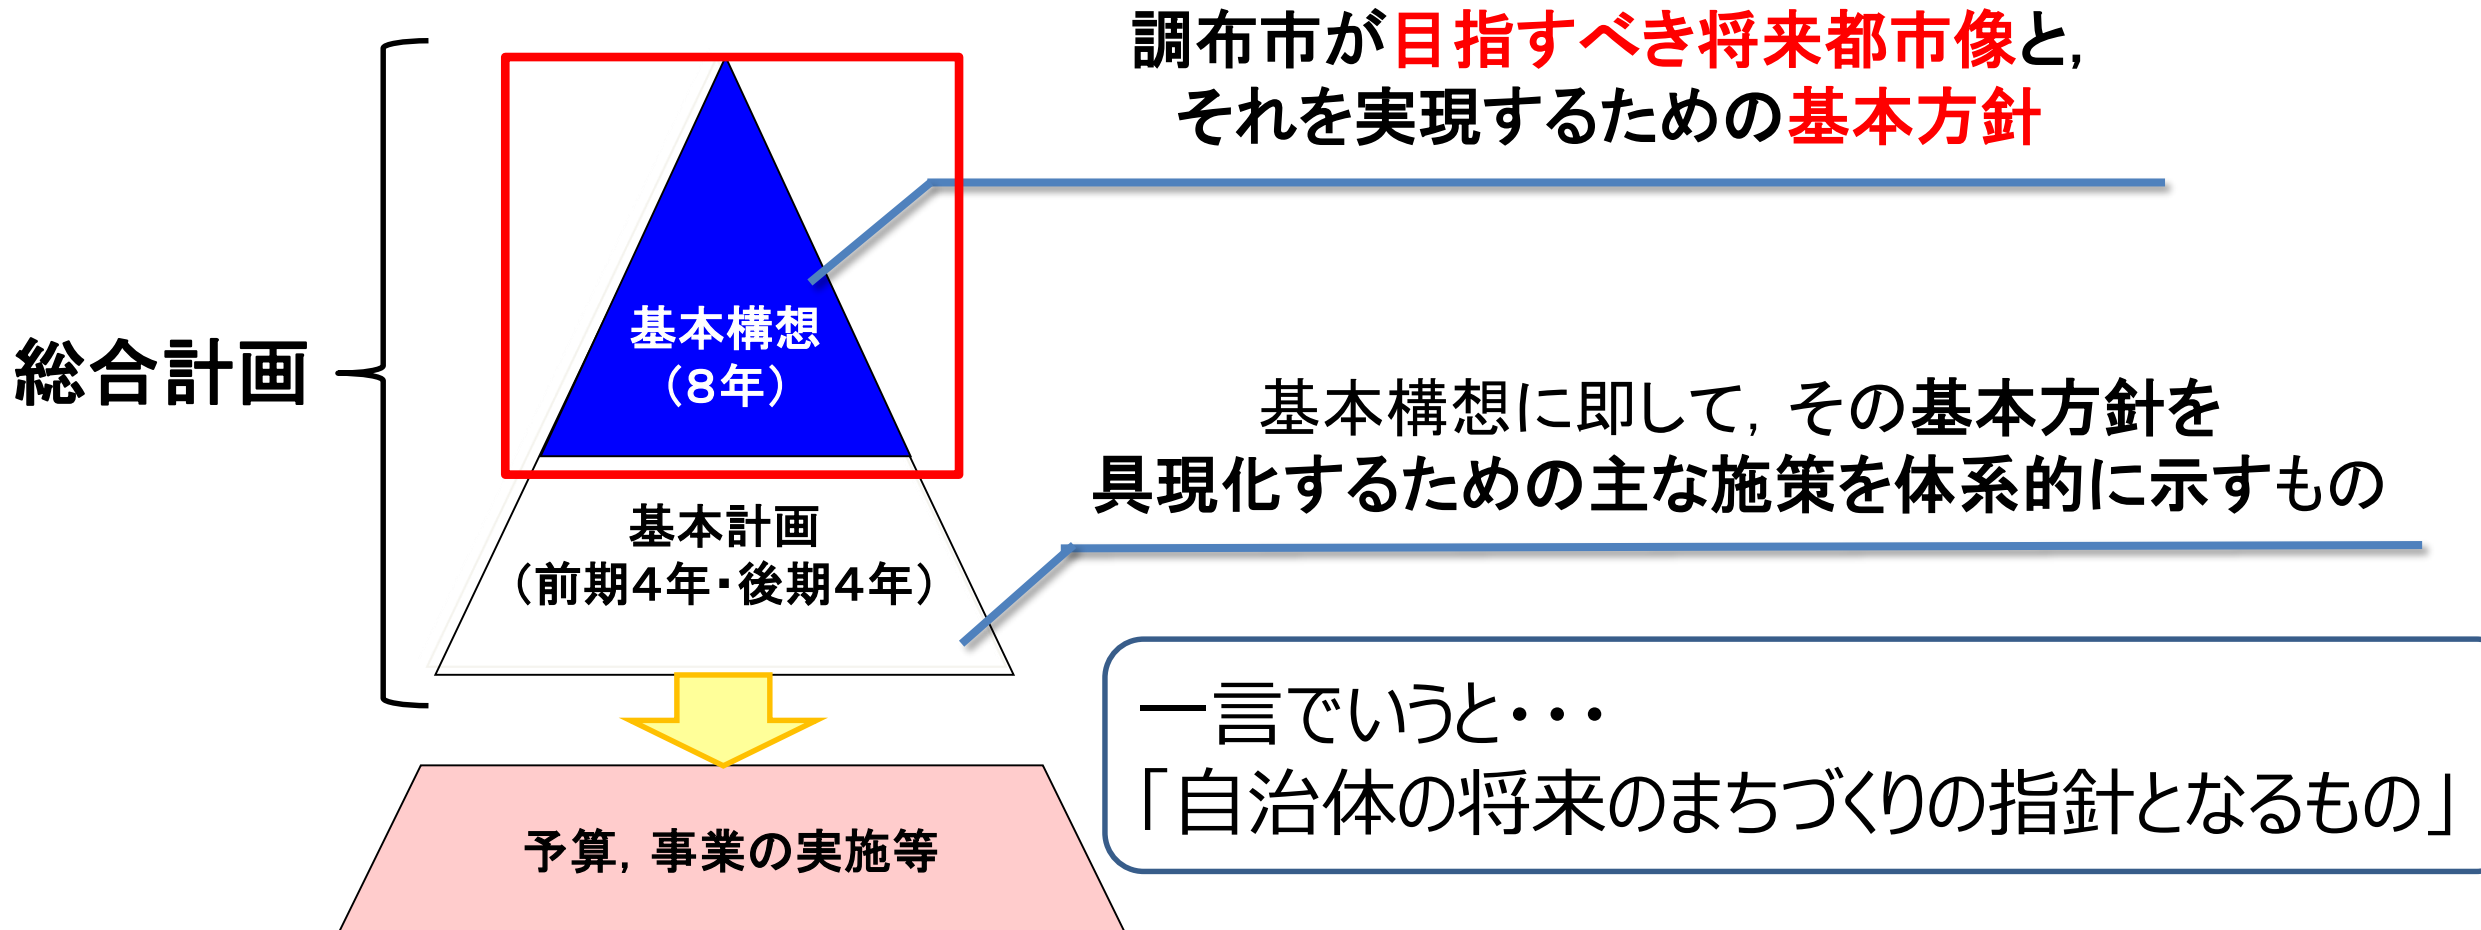 調布市が目指すべき将来都市像と，
それを実現するための基本方針
総合計画
基本構想
（８年）
基本構想に即して，その基本方針を
具現化するための主な施策を体系的に示すもの
基本計画
（前期４年・後期４年）
一言でいうと・・・
「自治体の将来のまちづくりの指針となるもの」
予算，事業の実施等